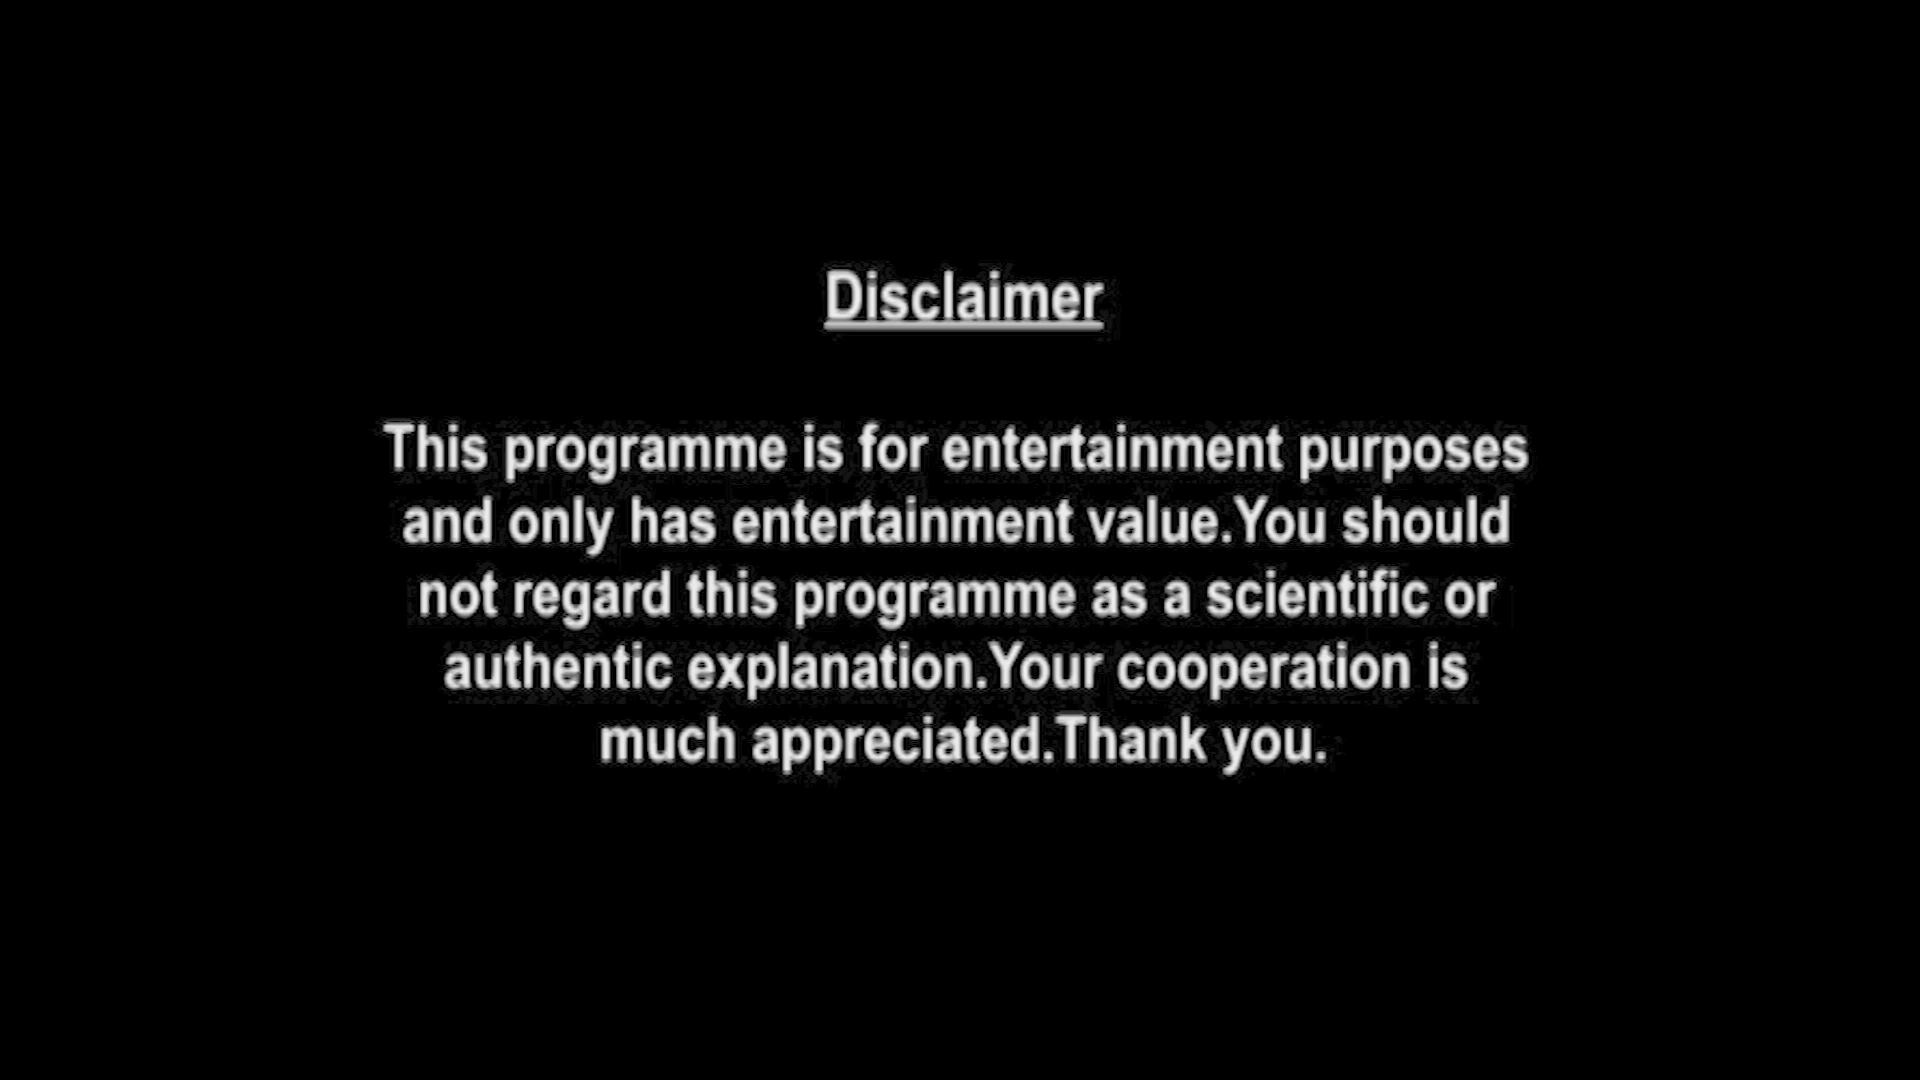 Disclaimer
This programme is for entertainment purposes
and only has entertainment value.You should
not regard this programme as a scientific or
authentic explanation.Your cooperation is
much appreciated.Thank you.